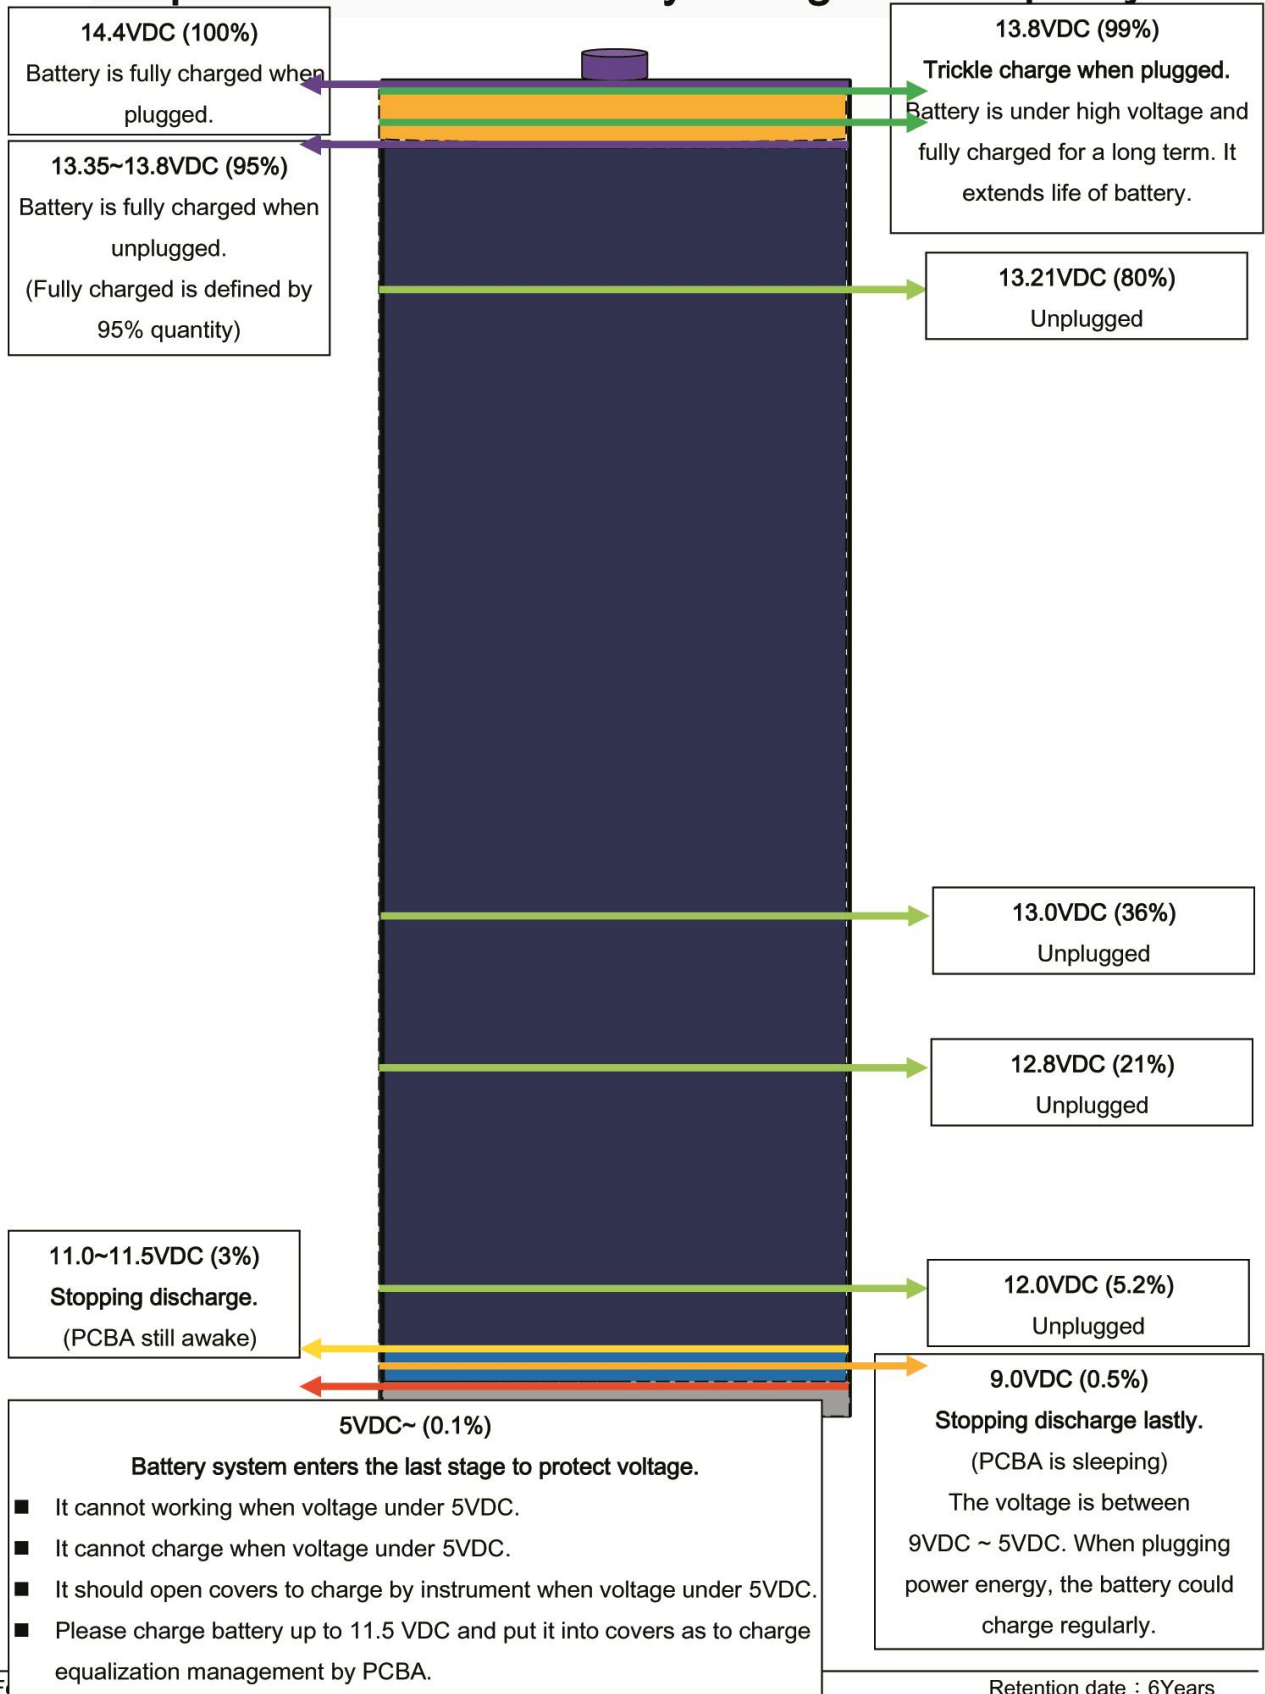 14.4VDC (100%)
Battery is fully charged when
plugged.
13.35~13.8VDC (95%)
Battery is fully charged when
unplugged.
(Fully charged is defined by
95% quantity)
13.8VDC (99%)
Trickle charge when plugged.
Battery is under high voltage and
fully charged for a long term. It
extends life of battery.
13.21VDC (80%)
Unplugged
13.0VDC (36%)
Unplugged
12.8VDC (21%)
Unplugged
11.0~11.5VDC (3%)
Stopping discharge.
(PCBA still awake)
12.0VDC (5.2%)
Unplugged
9.0VDC (0.5%)
Stopping discharge lastly.
(PCBA is sleeping)
The voltage is between
9VDC ~ 5VDC. When plugging
power energy, the battery could
charge regularly.
5VDC~ (0.1%)
Battery system enters the last stage to protect voltage.
■ It cannot working when voltage under 5VDC.
■ It cannot charge when voltage under 5VDC.
■ It should open covers to charge by instrument when voltage under 5VDC.
■ Please charge battery up to 11.5 VDC and put it into covers as to charge
equalization management by PCBA.
Retention date：6Years